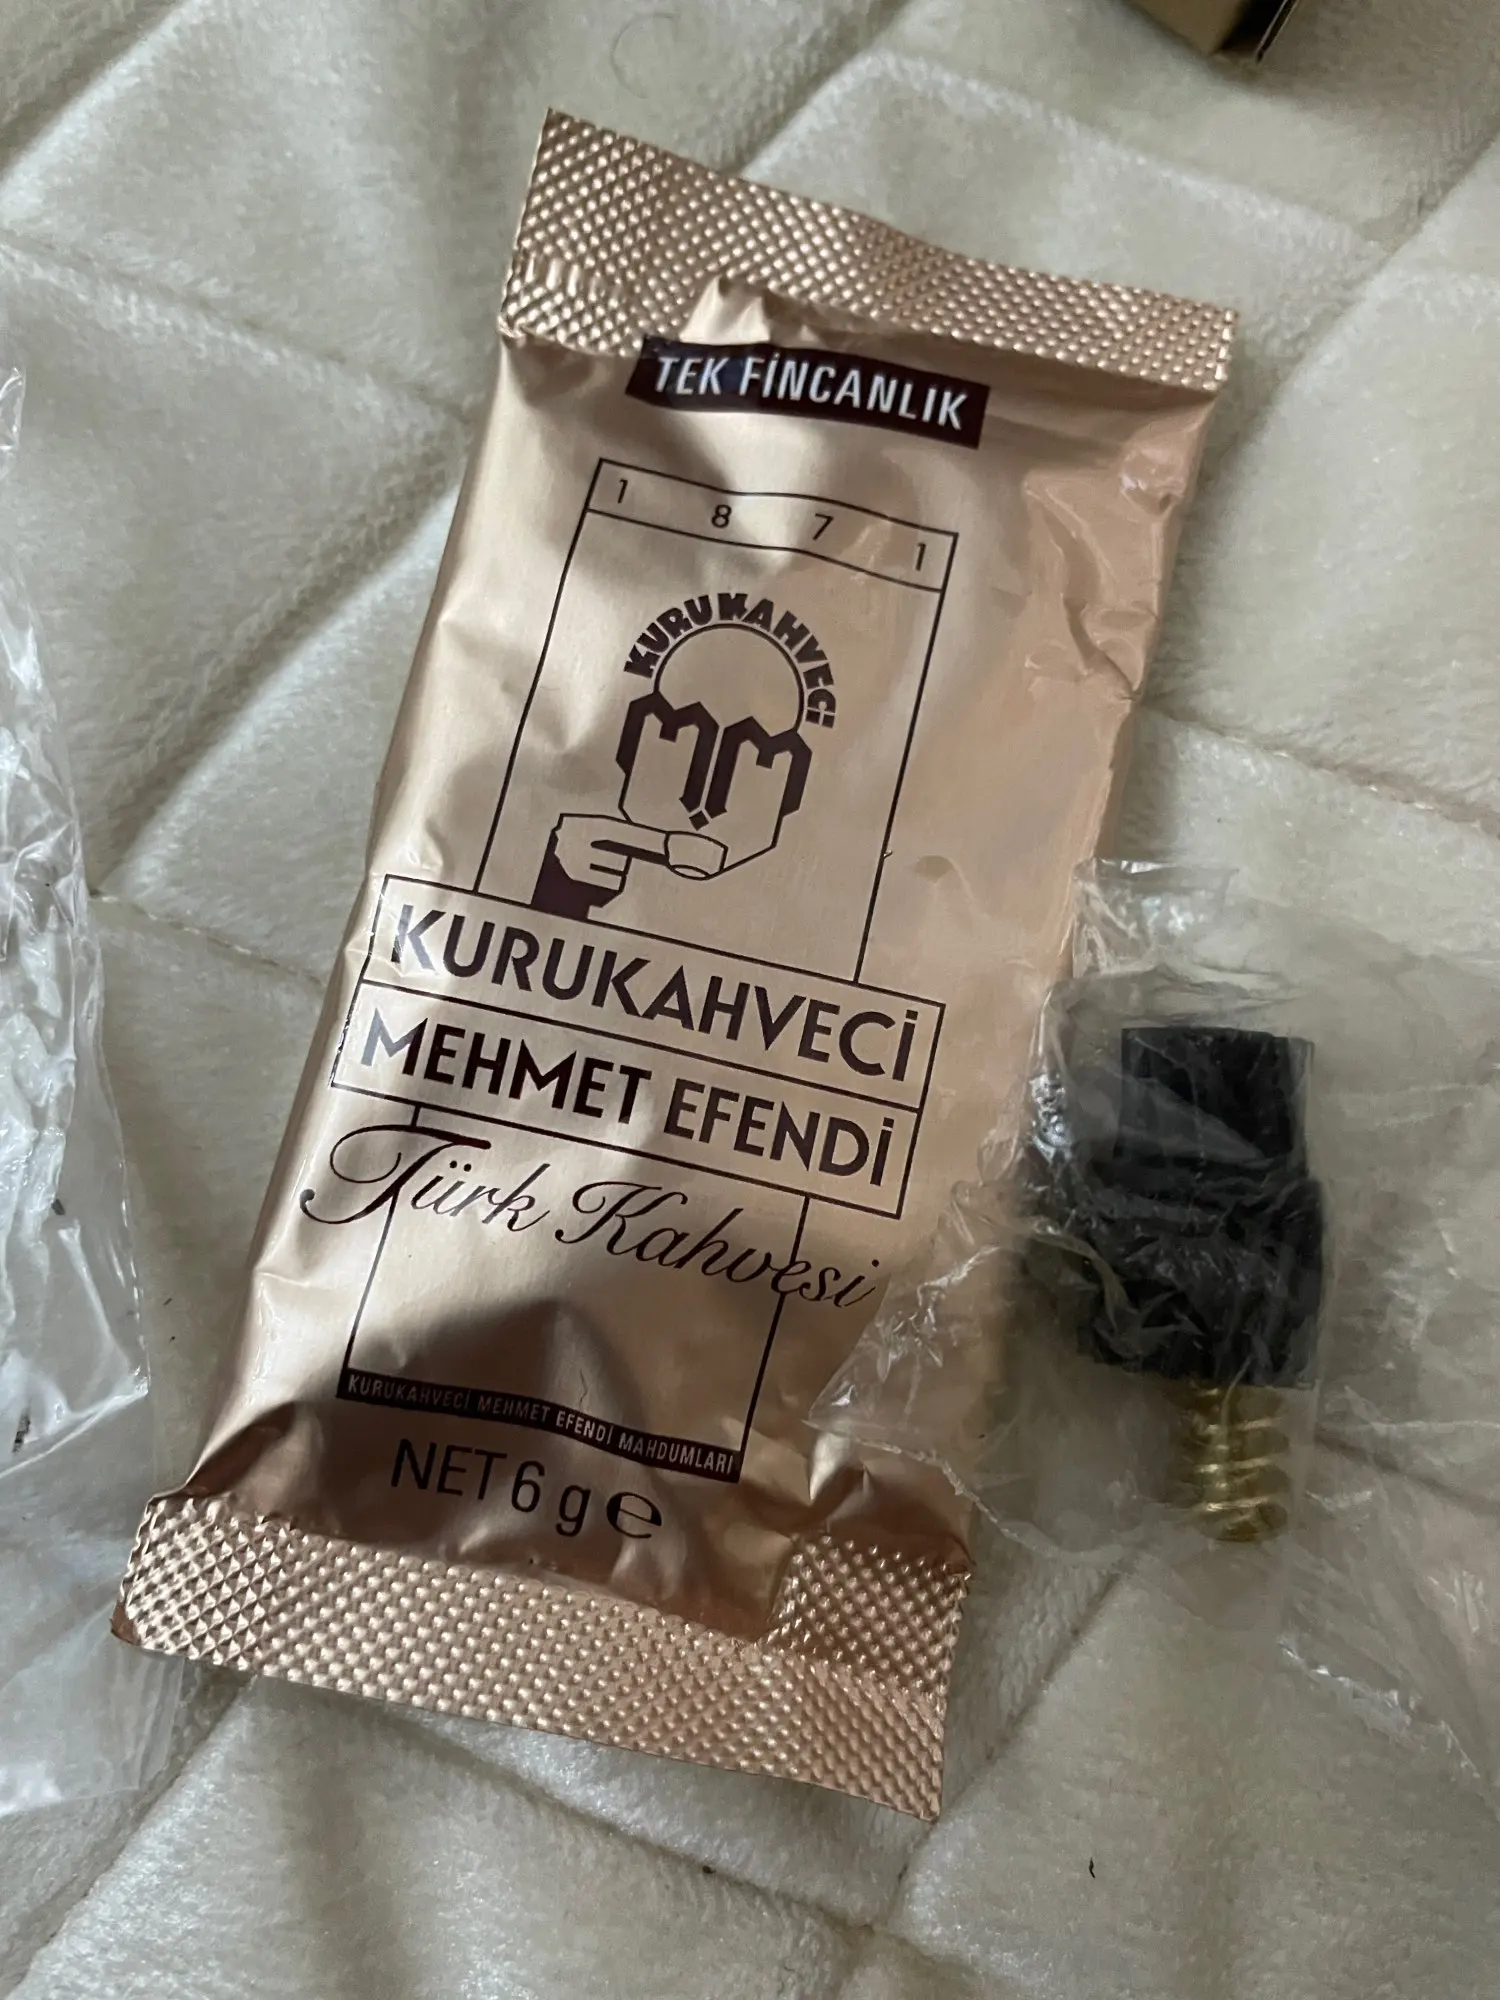 TEK FİNCANLIK
1 8 7 1
KURUKAHVECİ
KURUKAHVECİ
MEHMET EFENDİ
Türk Kahvesi
KURUKAHVECİ MEHMET EFENDİ MAHDUMLARI
NET 6 g ℮